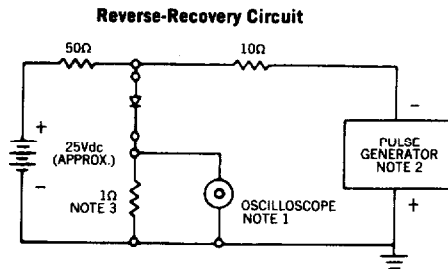 Reverse-Recovery Circuit
50Ω
10Ω
+
25Vdc
(APPROX.)
-
1Ω
NOTE 3
OSCILLOSCOPE
NOTE 1
-
PULSE
GENERATOR
NOTE 2
+